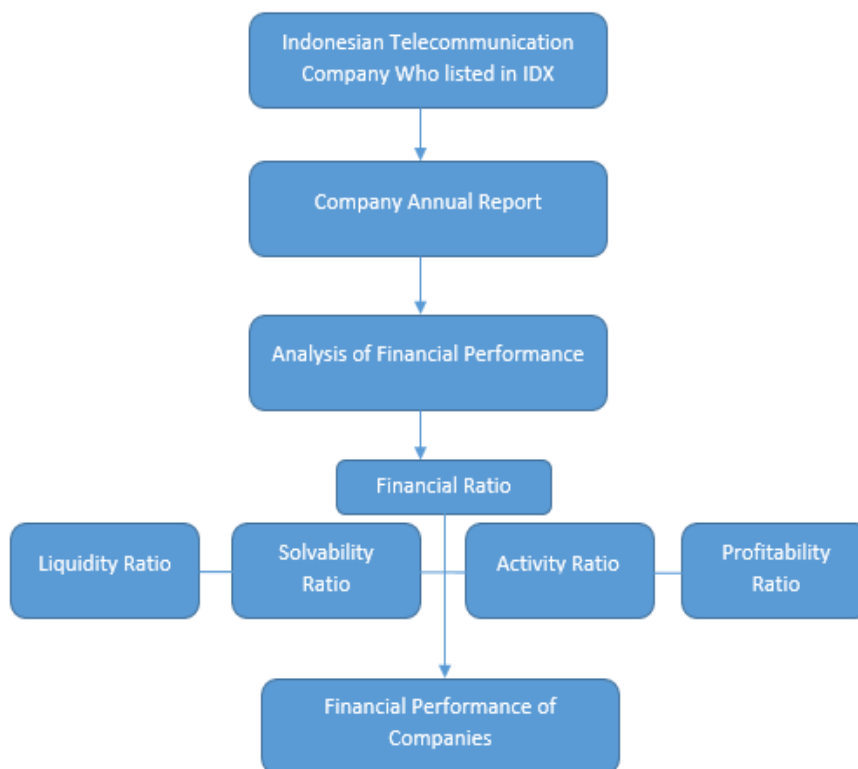 Indonesian Telecommunication
Company Who listed in IDX
Company Annual Report
Analysis of Financial Performance
Financial Ratio
Liquidity Ratio
Solvability
Ratio
Activity Ratio
Profitability
Ratio
Financial Performance of
Companies